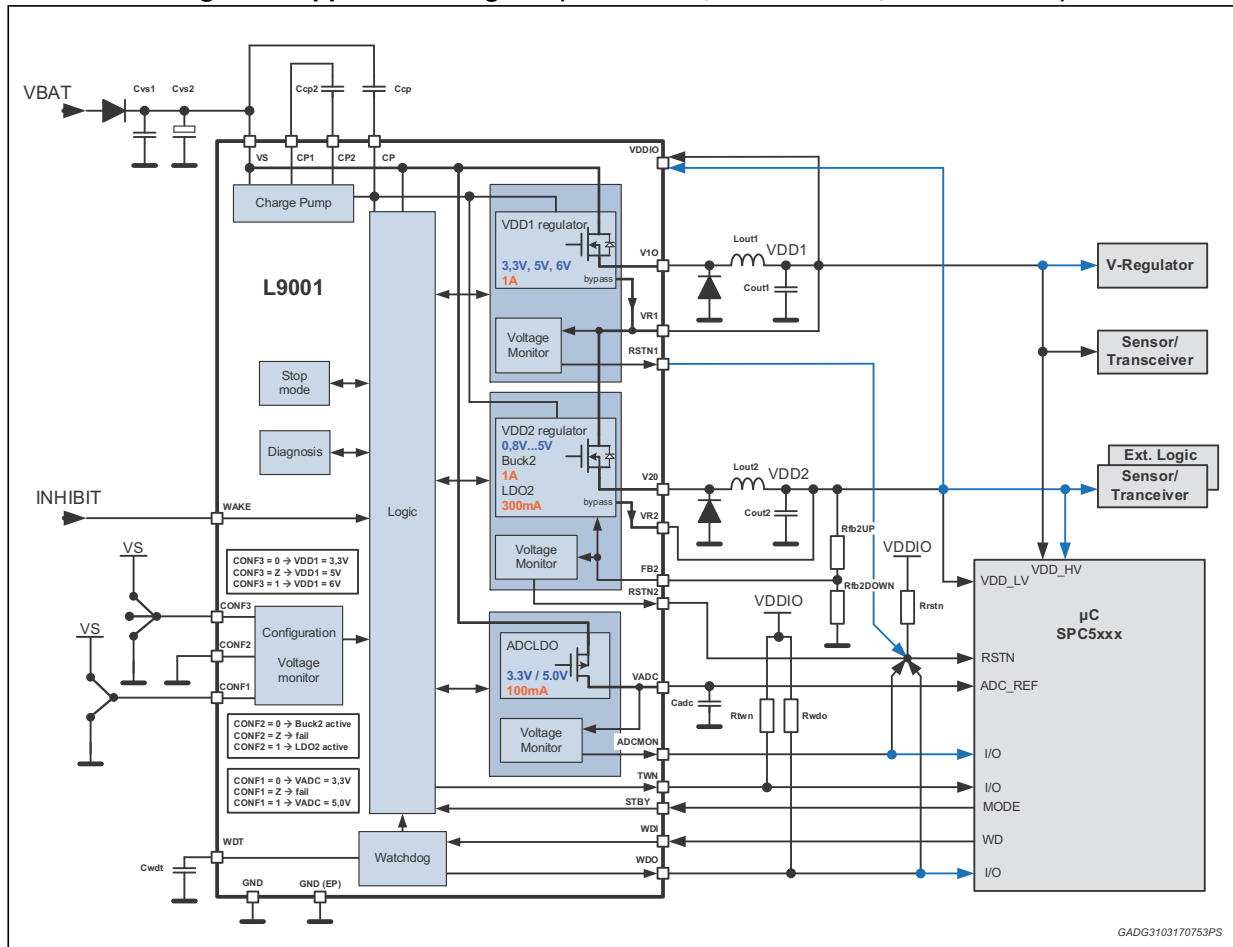 VBAT
Cvs1
Cvs2
Ccp2
Ccp
VS
CP1
CP2
CP
VDDIO
Charge Pump
VDD1 regulator
3,3V, 5V, 6V
1A
bypass
V1O
Lout1
VDD1
Cout1
V-Regulator
L9001
VR1
Voltage
Monitor
RSTN1
Sensor/
Transceiver
Stop
mode
Diagnosis
Logic
VDD2 regulator
0,8V...5V
Buck2
1A
LDO2
300mA
bypass
V20
Lout2
VDD2
Cout2
VR2
Ext. Logic
Sensor/
Tranceiver
INHIBIT
WAKE
Rfb2UP
VS
CONF3 = 0 → VDD1 = 3,3V
CONF3 = Z → VDD1 = 5V
CONF3 = 1 → VDD1 = 6V
Voltage
Monitor
FB2
RSTN2
Rfb2DOWN
VDDIO
Rrstn
VDDIO
VDD_HV
VDD_LV
µC
SPC5xxx
VS
CONF3
CONF2
CONF1
Configuration
Voltage
monitor
ADCLDO
3.3V / 5.0V
100mA
VADC
Cadc
Rtwn
Rwdo
RSTN
ADC_REF
CONF2 = 0 → Buck2 active
CONF2 = Z → fail
CONF2 = 1 → LDO2 active
Voltage
Monitor
ADCMON
I/O
CONF1 = 0 → VADC = 3,3V
CONF1 = Z → fail
CONF1 = 1 → VADC = 5,0V
TWN
I/O
STBY
MODE
WDT
Cwdt
Watchdog
WDI
WD
WDO
I/O
GND
GND (EP)
GADG3103170753PS